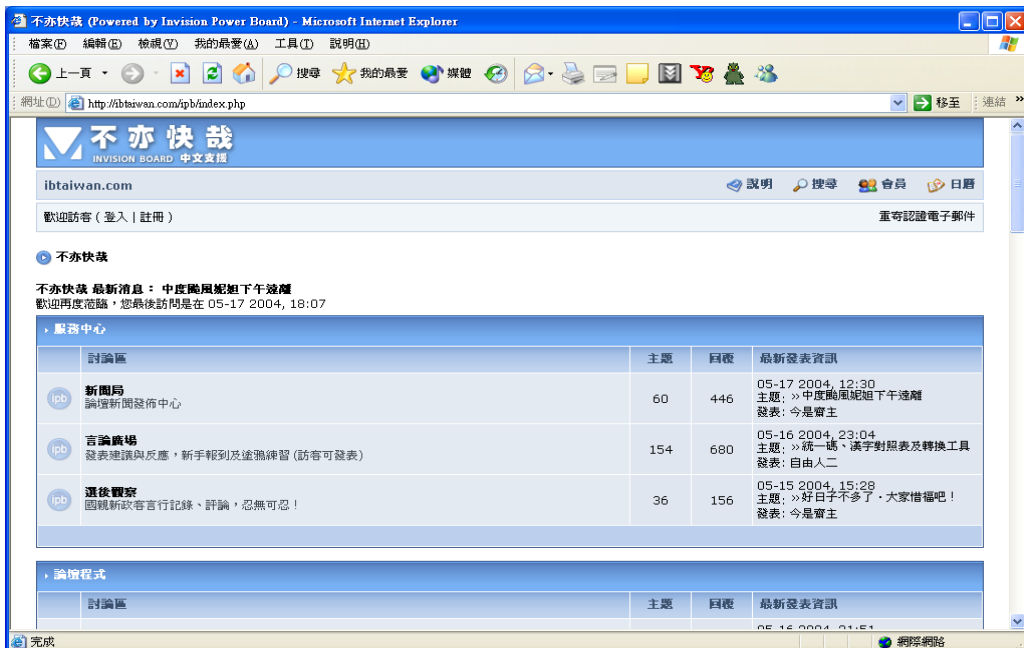 不亦快哉 (Powered by Invision Power Board) - Microsoft Internet Explorer
檔案(F) 編輯(E) 檢視(V) 我的最愛(A) 工具(T) 說明(H)
上一頁 搜尋 我的最愛 媒體
網址(D) http://ibtaiwan.com/ipb/index.php 移至 連結 »
不亦快哉
INVISION BOARD 中文支援
ibtaiwan.com 說明 搜尋 會員 日曆
歡迎訪客 ( 登入 | 註冊 ) 重寄認證電子郵件
不亦快哉
不亦快哉 最新消息： 中度颱風妮妲下午遠離
歡迎再度蒞臨，您最後訪問是在 05-17 2004, 18:07
服務中心
討論區 主題 回覆 最新發表資訊
新聞局
論壇新聞發佈中心
60 446
05-17 2004, 12:30
主題: »中度颱風妮妲下午遠離
發表: 今是齋主
言論廣場
發表建議與反應，新手報到及塗鴉練習 (訪客可發表)
154 680
05-16 2004, 23:04
主題: »統一碼、漢字對照表及轉換工具
發表: 自由人二
選後觀察
國親新政客言行記錄、評論，忍無可忍！
36 156
05-15 2004, 15:28
主題: »好日子不多了．大家惜福吧！
發表: 今是齋主
論壇程式
討論區 主題 回覆 最新發表資訊
05-16 2004, 21:51
完成 網際網路